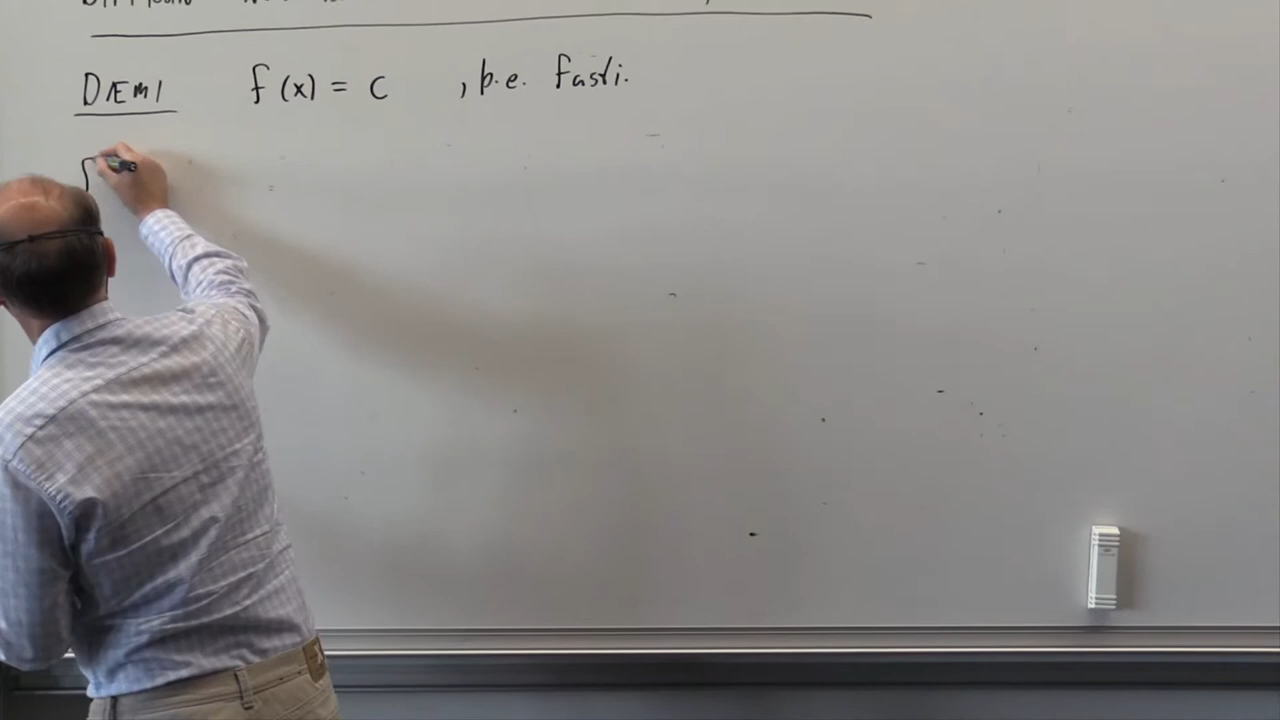 DÆMI f(x) = c , þ.e. fasti.